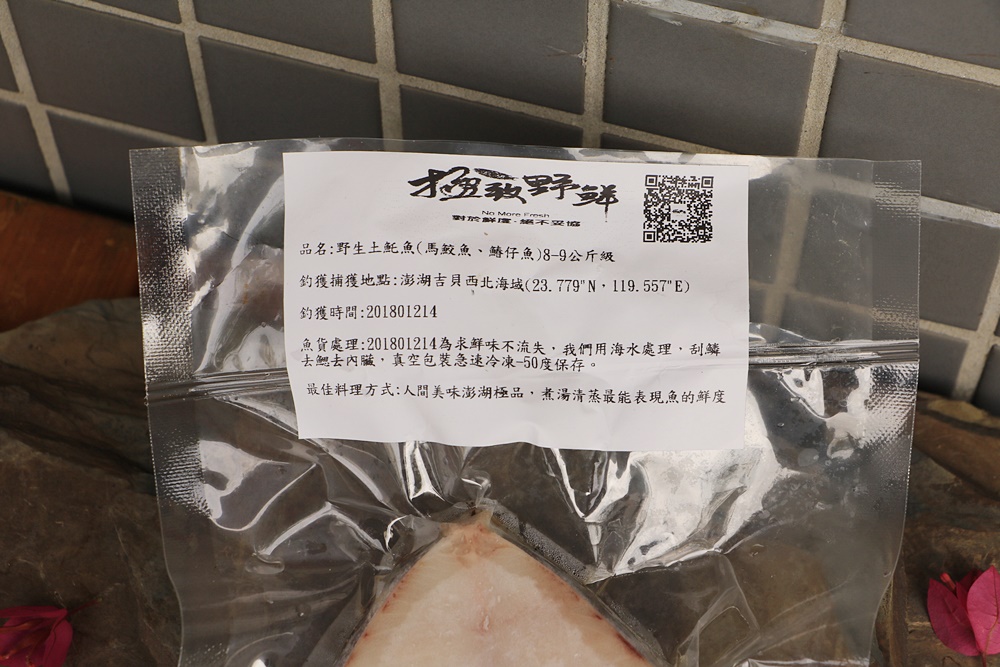 極致野鮮
No More Fresh
對於鮮度·絕不妥協
品名:野生土魠魚(馬鮫魚、鰆仔魚)8-9公斤級
釣獲捕獲地點:澎湖吉貝西北海域(23.779"N，119.557"E)
釣獲時間:201801214
魚貨處理:201801214為求鮮味不流失，我們用海水處理，刮鱗
去鰓去內臟，真空包裝急速冷凍-50度保存。
最佳料理方式:人間美味澎湖極品，煮湯清蒸最能表現魚的鮮度